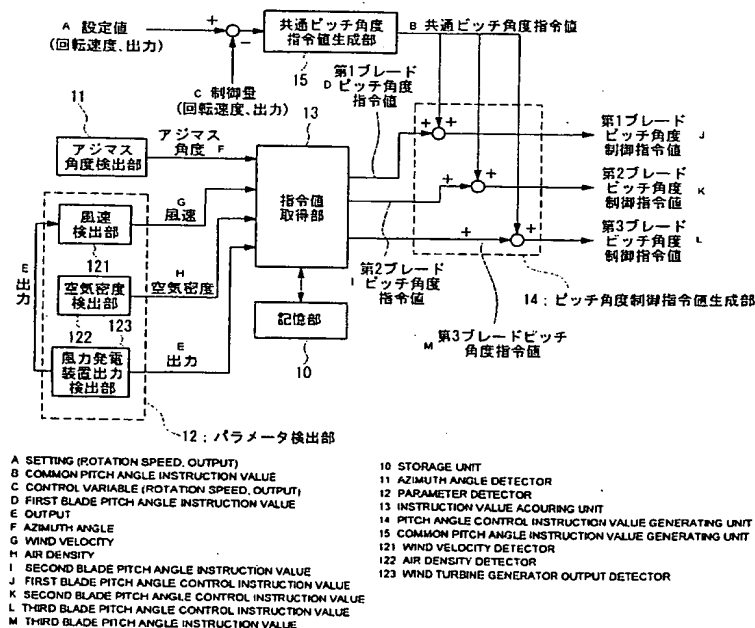 A 設定値
(回転速度、出力)
+
−
共通ピッチ角度
指令値生成部
15
B 共通ピッチ角度指令値
C 制御量
(回転速度、出力)
第1ブレード
D ピッチ角度
指令値
11
アジマス
角度検出部
アジマス
角度 F
13
指令値
取得部
+ +
+
+
+
+
第1ブレード
ピッチ角度 J
制御指令値
第2ブレード
ピッチ角度 K
制御指令値
第3ブレード
ピッチ角度 L
制御指令値
風速
検出部
121
G
風速
E
出力
空気密度
検出部
122
H
空気密度
123
風力発電
装置出力
検出部
E
出力
記憶部
10
第2ブレード
I ピッチ角度
指令値
14:ピッチ角度制御指令値生成部
M 第3ブレードピッチ
角度指令値
12:パラメータ検出部
A SETTING (ROTATION SPEED, OUTPUT)
B COMMON PITCH ANGLE INSTRUCTION VALUE
C CONTROL VARIABLE (ROTATION SPEED, OUTPUT)
D FIRST BLADE PITCH ANGLE INSTRUCTION VALUE
E OUTPUT
F AZIMUTH ANGLE
G WIND VELOCITY
H AIR DENSITY
I SECOND BLADE PITCH ANGLE INSTRUCTION VALUE
J FIRST BLADE PITCH ANGLE CONTROL INSTRUCTION VALUE
K SECOND BLADE PITCH ANGLE CONTROL INSTRUCTION VALUE
L THIRD BLADE PITCH ANGLE CONTROL INSTRUCTION VALUE
M THIRD BLADE PITCH ANGLE INSTRUCTION VALUE
10 STORAGE UNIT
11 AZIMUTH ANGLE DETECTOR
12 PARAMETER DETECTOR
13 INSTRUCTION VALUE ACQURING UNIT
14 PITCH ANGLE CONTROL INSTRUCTION VALUE GENERATING UNIT
15 COMMON PITCH ANGLE INSTRUCTION VALUE GENERATING UNIT
121 WIND VELOCITY DETECTOR
122 AIR DENSITY DETECTOR
123 WIND TURBINE GENERATOR OUTPUT DETECTOR